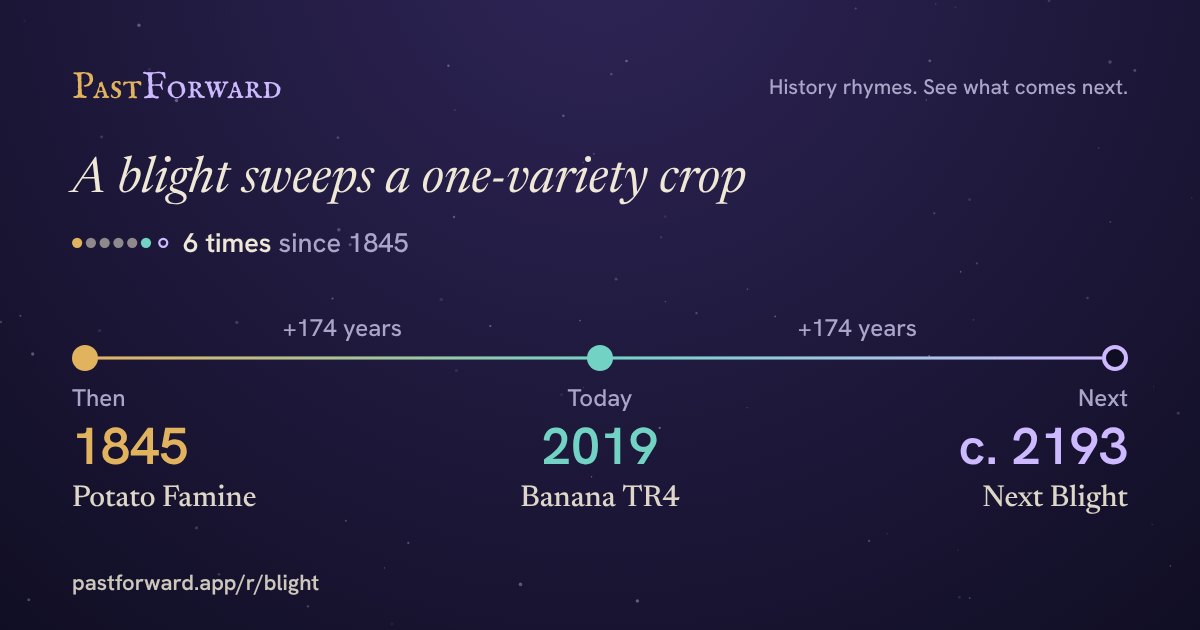 PastForward
History rhymes. See what comes next.
A blight sweeps a one-variety crop
6 times since 1845
+174 years
+174 years
Then
Today
Next
1845
2019
c. 2193
Potato Famine
Banana TR4
Next Blight
pastforward.app/r/blight